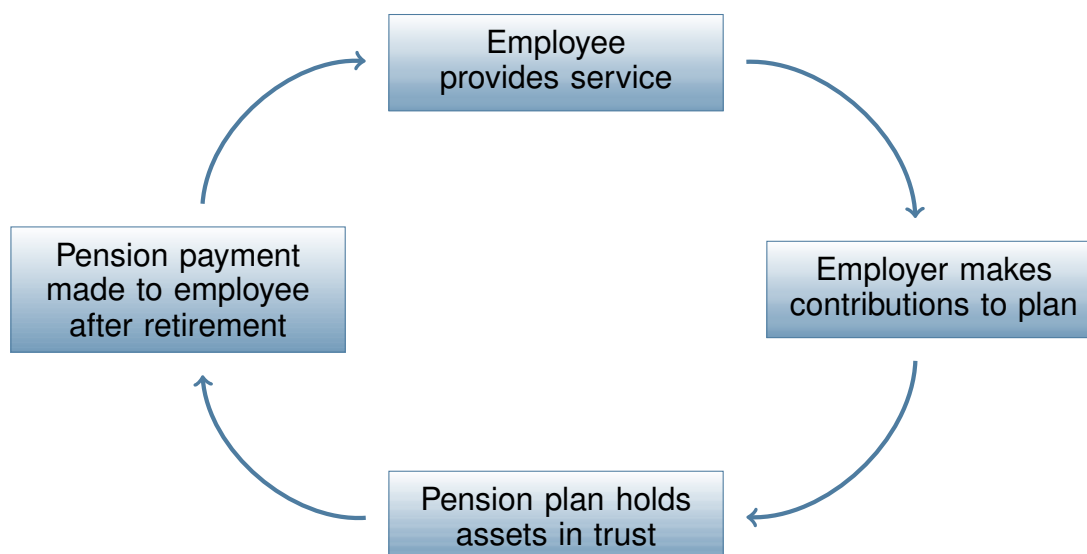 Employee
provides service
Employer makes
contributions to plan
Pension plan holds
assets in trust
Pension payment
made to employee
after retirement